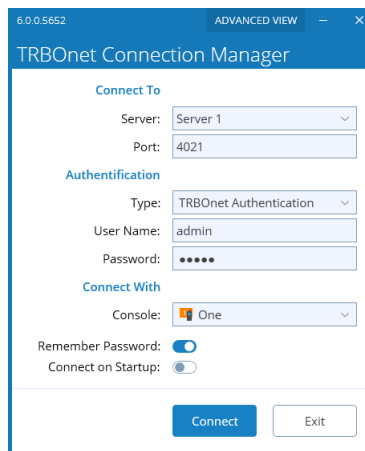 6.0.0.5652 ADVANCED VIEW
TRBOnet Connection Manager
Connect To
Server: Server 1
Port: 4021
Authentification
Type: TRBOnet Authentication
User Name: admin
Password: •••••
Connect With
Console: One
Remember Password:
Connect on Startup:
Connect Exit